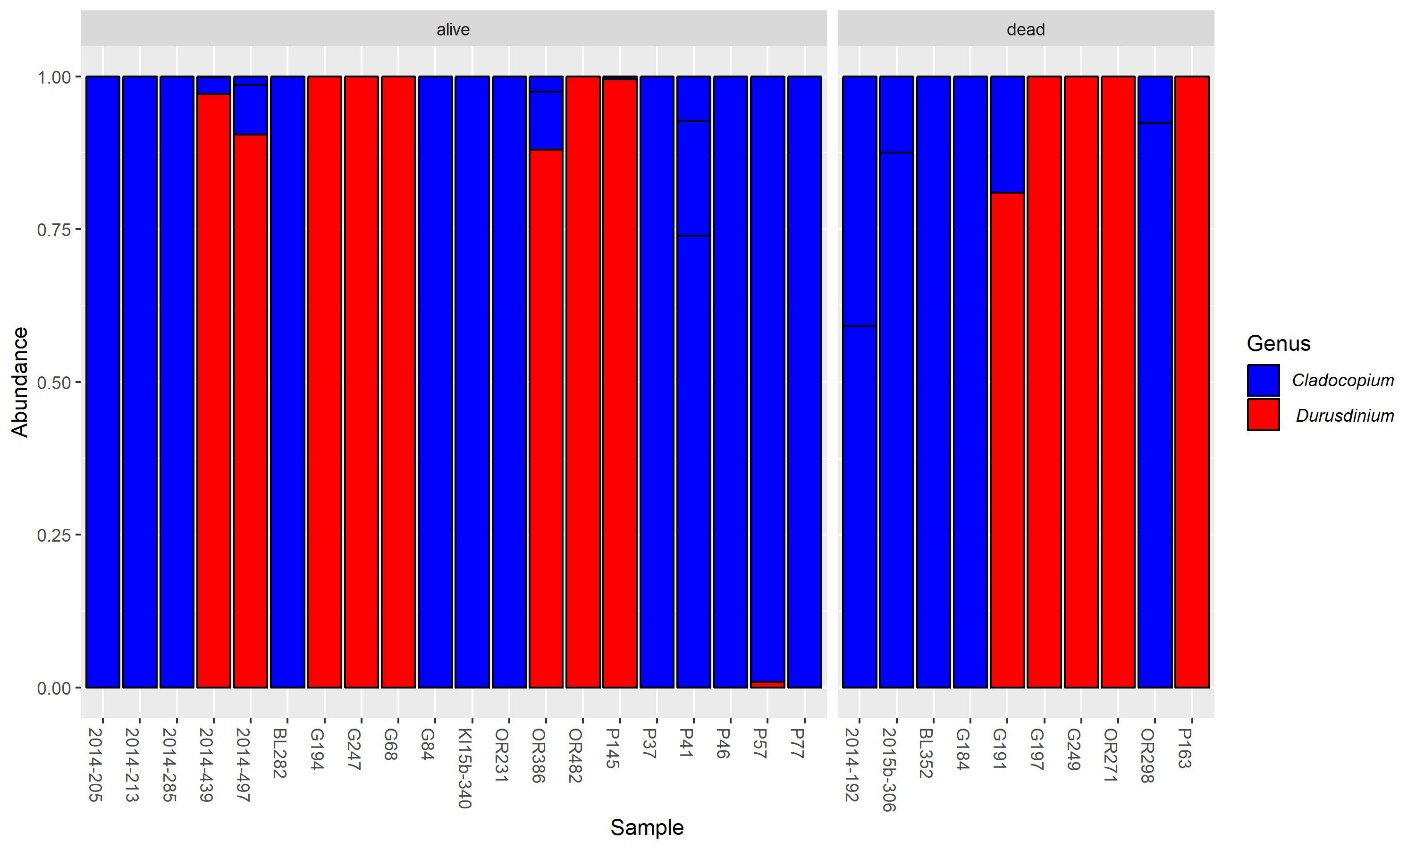 alive
dead
1.00
0.75
0.50
0.25
0.00
Abundance
2014-205
2014-213
2014-285
2014-439
2014-497
BL282
G194
G247
G68
G84
KI15b-340
OR231
OR386
OR482
P145
P37
P41
P46
P57
P77
2014-192
2015b-306
BL352
G184
G191
G197
G249
OR271
OR298
P163
Sample
Genus
Cladocopium
Durusdinium